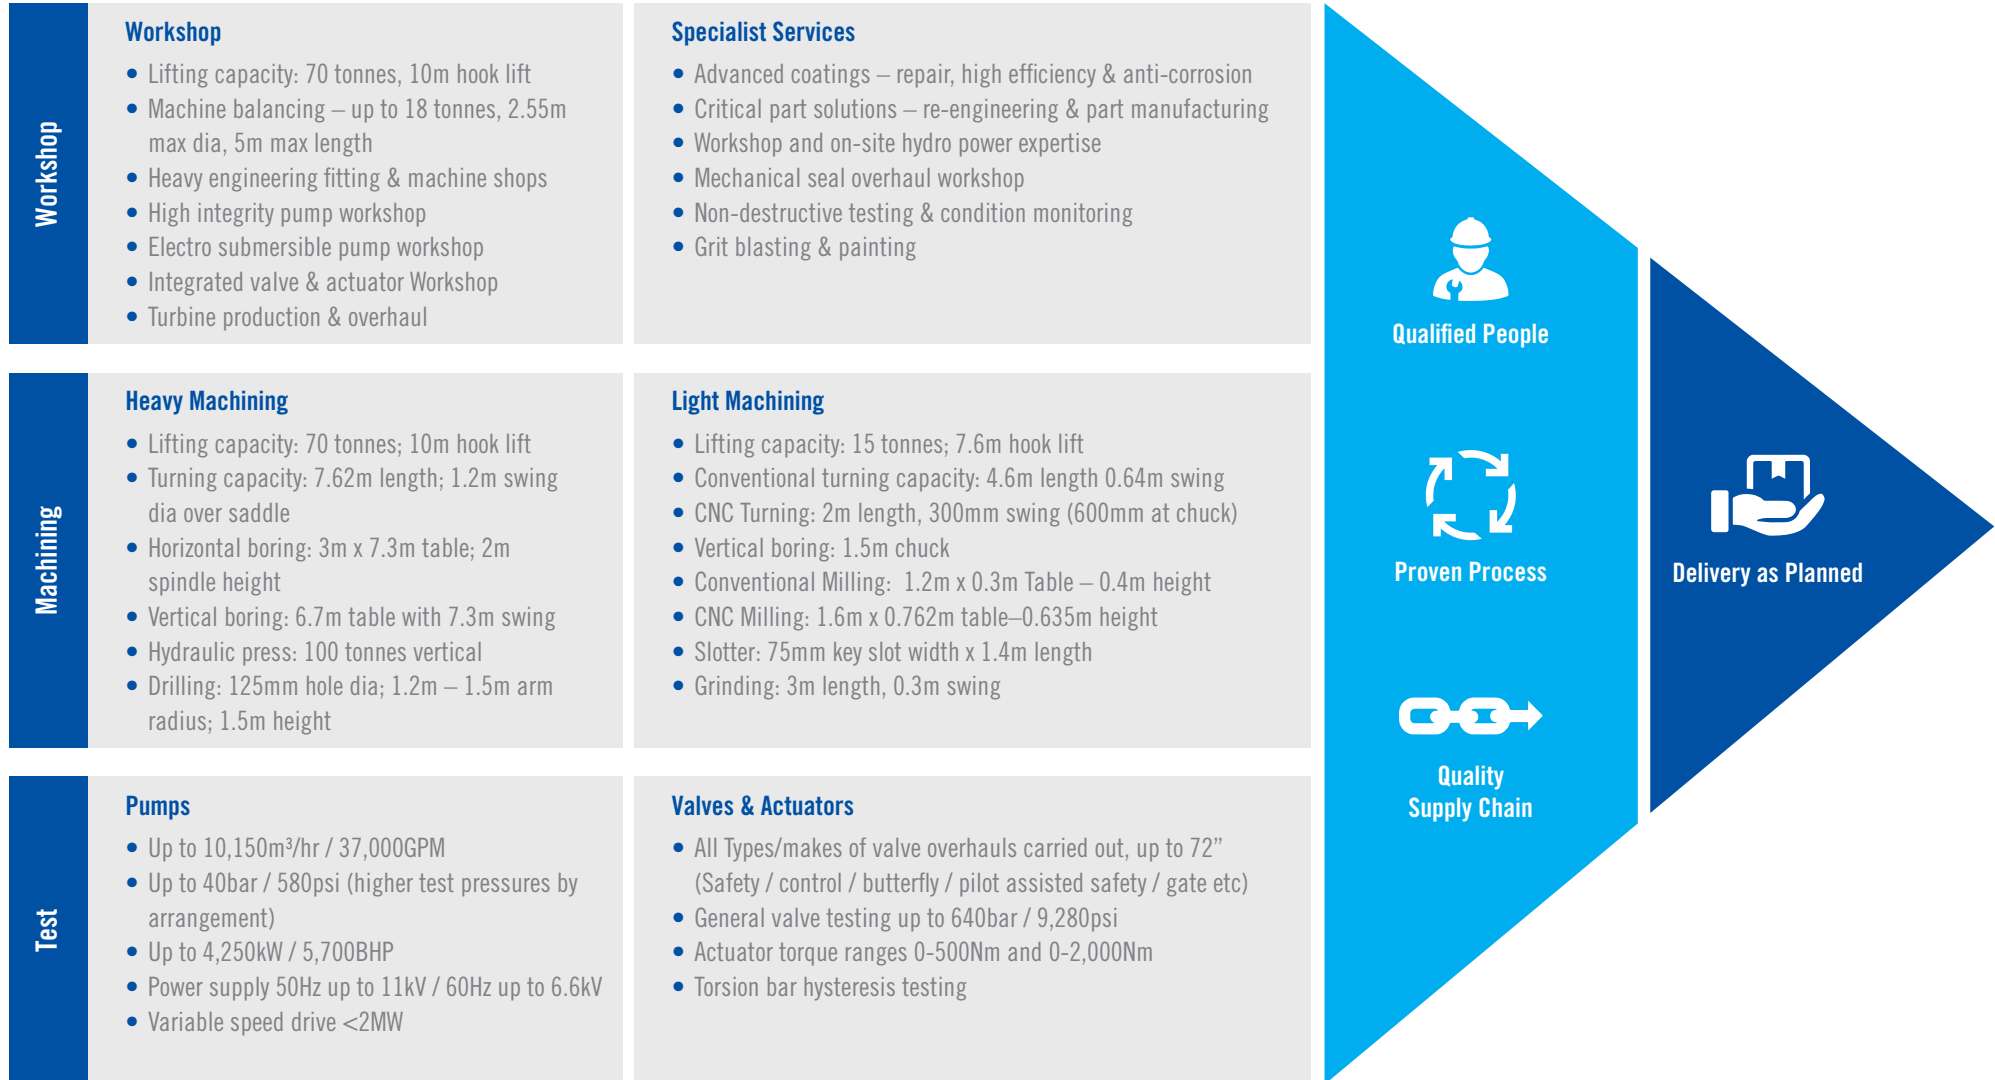 Workshop
Workshop
• Lifting capacity: 70 tonnes, 10m hook lift
• Machine balancing – up to 18 tonnes, 2.55m
max dia, 5m max length
• Heavy engineering fitting & machine shops
• High integrity pump workshop
• Electro submersible pump workshop
• Integrated valve & actuator Workshop
• Turbine production & overhaul
Specialist Services
• Advanced coatings – repair, high efficiency & anti-corrosion
• Critical part solutions – re-engineering & part manufacturing
• Workshop and on-site hydro power expertise
• Mechanical seal overhaul workshop
• Non-destructive testing & condition monitoring
• Grit blasting & painting
Machining
Heavy Machining
• Lifting capacity: 70 tonnes; 10m hook lift
• Turning capacity: 7.62m length; 1.2m swing
dia over saddle
• Horizontal boring: 3m x 7.3m table; 2m
spindle height
• Vertical boring: 6.7m table with 7.3m swing
• Hydraulic press: 100 tonnes vertical
• Drilling: 125mm hole dia; 1.2m – 1.5m arm
radius; 1.5m height
Light Machining
• Lifting capacity: 15 tonnes; 7.6m hook lift
• Conventional turning capacity: 4.6m length 0.64m swing
• CNC Turning: 2m length, 300mm swing (600mm at chuck)
• Vertical boring: 1.5m chuck
• Conventional Milling:  1.2m x 0.3m Table – 0.4m height
• CNC Milling: 1.6m x 0.762m table–0.635m height
• Slotter: 75mm key slot width x 1.4m length
• Grinding: 3m length, 0.3m swing
Test
Pumps
• Up to 10,150m³/hr / 37,000GPM
• Up to 40bar / 580psi (higher test pressures by
arrangement)
• Up to 4,250kW / 5,700BHP
• Power supply 50Hz up to 11kV / 60Hz up to 6.6kV
• Variable speed drive <2MW
Valves & Actuators
• All Types/makes of valve overhauls carried out, up to 72”
(Safety / control / butterfly / pilot assisted safety / gate etc)
• General valve testing up to 640bar / 9,280psi
• Actuator torque ranges 0-500Nm and 0-2,000Nm
• Torsion bar hysteresis testing
Qualified People
Proven Process
Quality
Supply Chain
Delivery as Planned